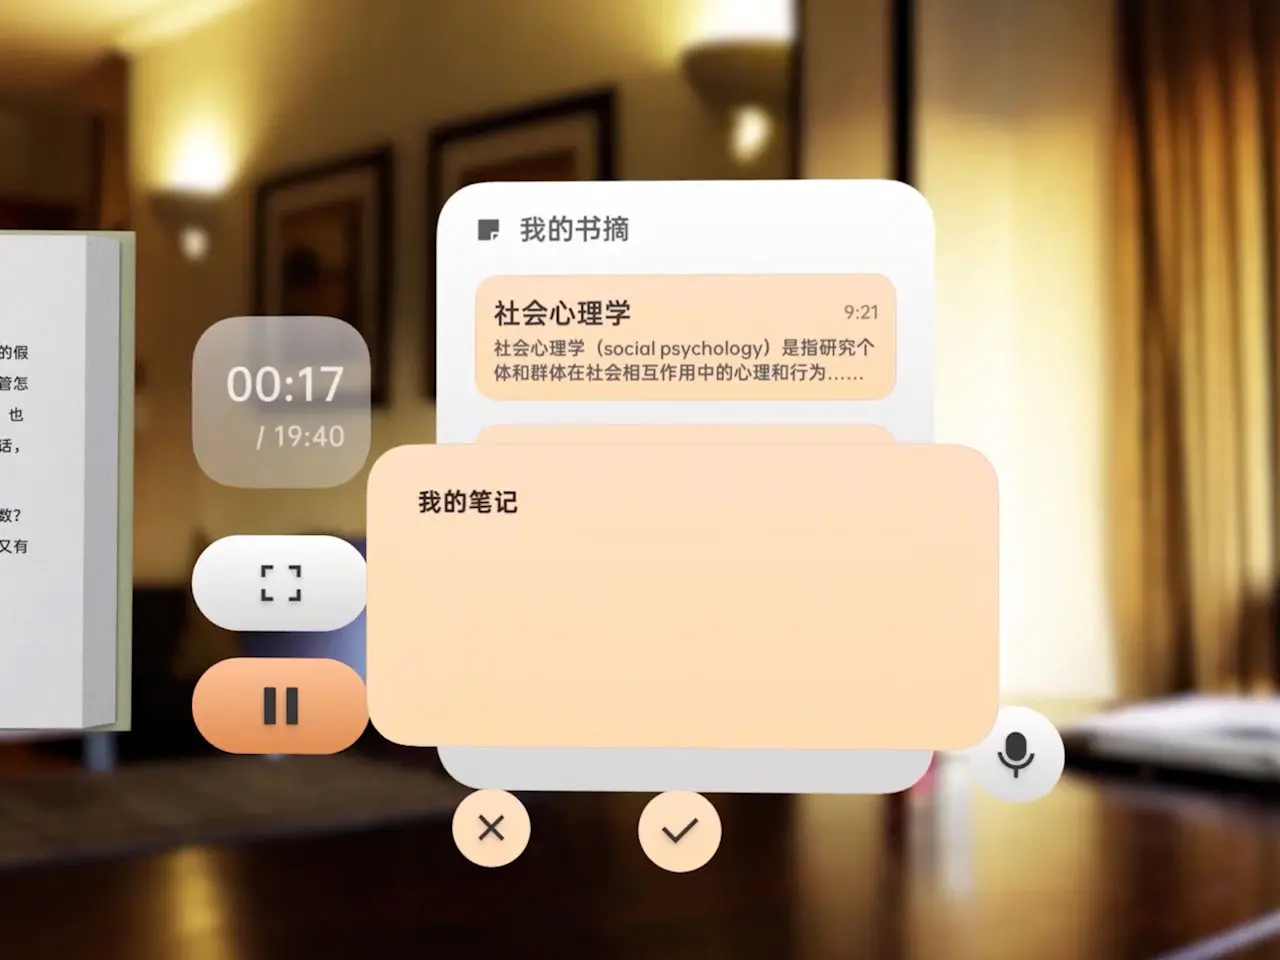 的假
管怎
也
话，
数？
又有
00:17
/ 19:40
我的书摘
社会心理学
9:21
社会心理学（social psychology）是指研究个
体和群体在社会相互作用中的心理和行为……
我的笔记